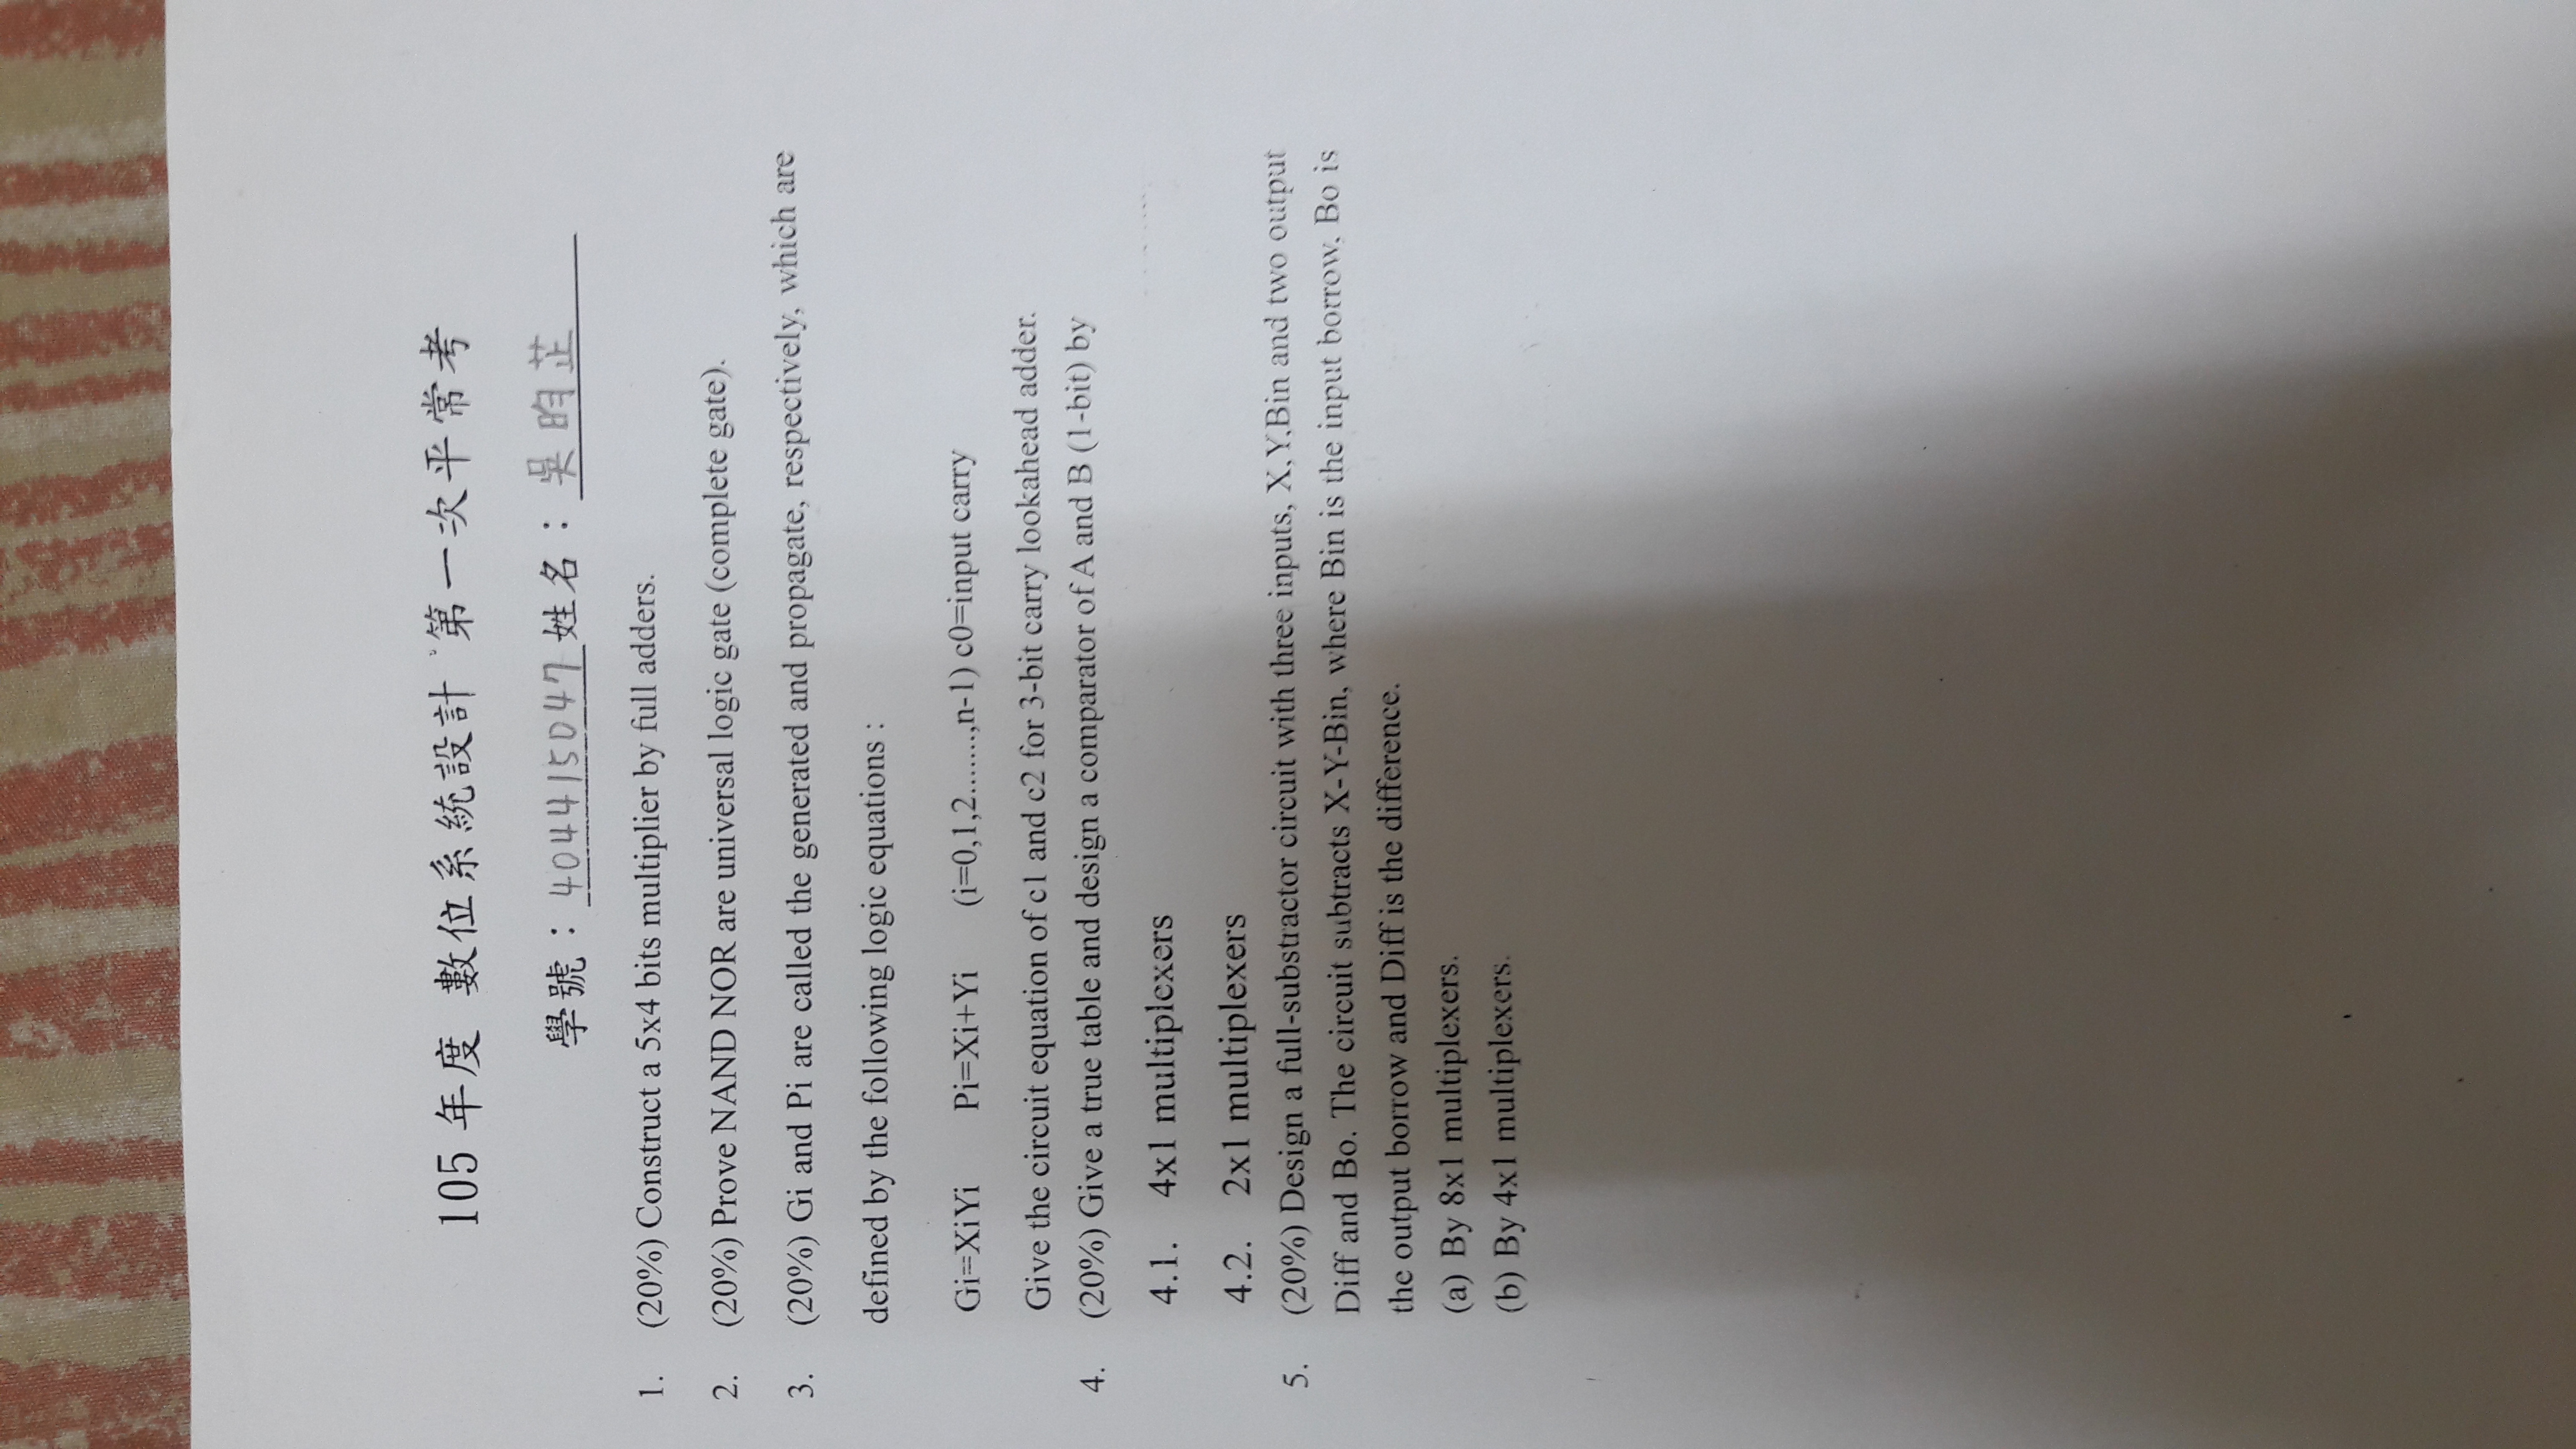 105 年度 數位系統設計 第一次平常考
學號：404415047 姓名：吳昀芷
1. (20%) Construct a 5x4 bits multiplier by full adders.
2. (20%) Prove NAND NOR are universal logic gate (complete gate).
3. (20%) Gi and Pi are called the generated and propagate, respectively, which are
defined by the following logic equations :
Gi=XiYi Pi=Xi+Yi (i=0,1,2.......,n-1) c0=input carry
Give the circuit equation of c1 and c2 for 3-bit carry lookahead adder.
4. (20%) Give a true table and design a comparator of A and B (1-bit) by
4.1. 4x1 multiplexers
4.2. 2x1 multiplexers
5. (20%) Design a full-substractor circuit with three inputs, X,Y,Bin and two output
Diff and Bo. The circuit subtracts X-Y-Bin, where Bin is the input borrow, Bo is
the output borrow and Diff is the difference.
(a) By 8x1 multiplexers.
(b) By 4x1 multiplexers.